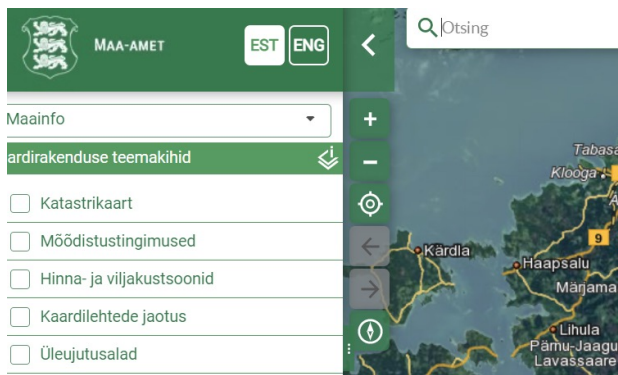 MAA-AMET
EST ENG
Otsing
Maainfo
ardirakenduse teemakihid
Katastrikaart
Mõõdistustingimused
Hinna- ja viljakustsoonid
Kaardilehtede jaotus
Üleujutusalad
Tabasa
Klooga
9
Kärdla
Haapsalu
Märjama
Lihula
Pärnu-Jaagu
Lavassaare